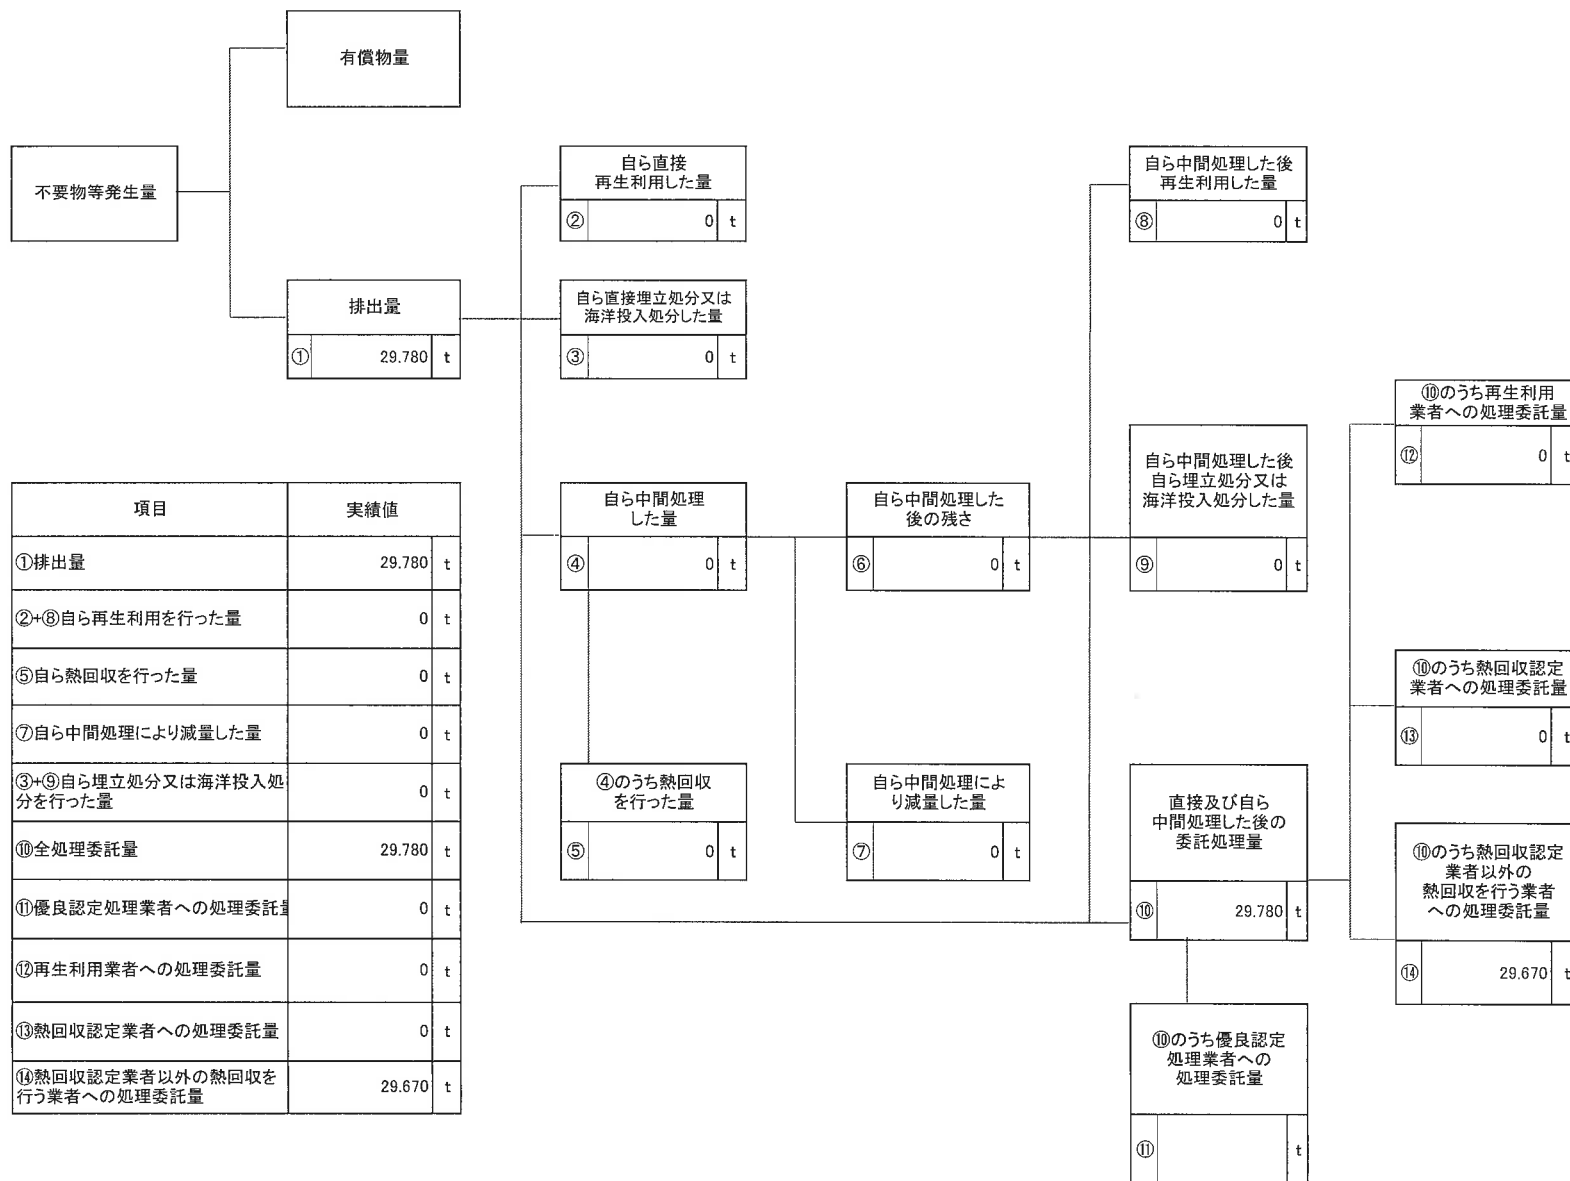 有償物量
不要物等発生量
排出量
① 29.780 t
自ら直接
再生利用した量
② 0 t
自ら直接埋立処分又は
海洋投入処分した量
③ 0 t
自ら中間処理
した量
④ 0 t
④のうち熱回収
を行った量
⑤ 0 t
自ら中間処理した
後の残さ
⑥ 0 t
自ら中間処理によ
り減量した量
⑦ 0 t
自ら中間処理した後
再生利用した量
⑧ 0 t
自ら中間処理した後
自ら埋立処分又は
海洋投入処分した量
⑨ 0 t
直接及び自ら
中間処理した後の
委託処理量
⑩ 29.780 t
⑩のうち優良認定
処理業者への
処理委託量
⑪ t
⑩のうち再生利用
業者への処理委託量
⑫ 0 t
⑩のうち熱回収認定
業者への処理委託量
⑬ 0 t
⑩のうち熱回収認定
業者以外の
熱回収を行う業者
への処理委託量
⑭ 29.670 t
項目 実績値
①排出量 29.780 t
②+⑧自ら再生利用を行った量 0 t
⑤自ら熱回収を行った量 0 t
⑦自ら中間処理により減量した量 0 t
③+⑨自ら埋立処分又は海洋投入処
分を行った量 0 t
⑩全処理委託量 29.780 t
⑪優良認定処理業者への処理委託量 0 t
⑫再生利用業者への処理委託量 0 t
⑬熱回収認定業者への処理委託量 0 t
⑭熱回収認定業者以外の熱回収を
行う業者への処理委託量 29.670 t